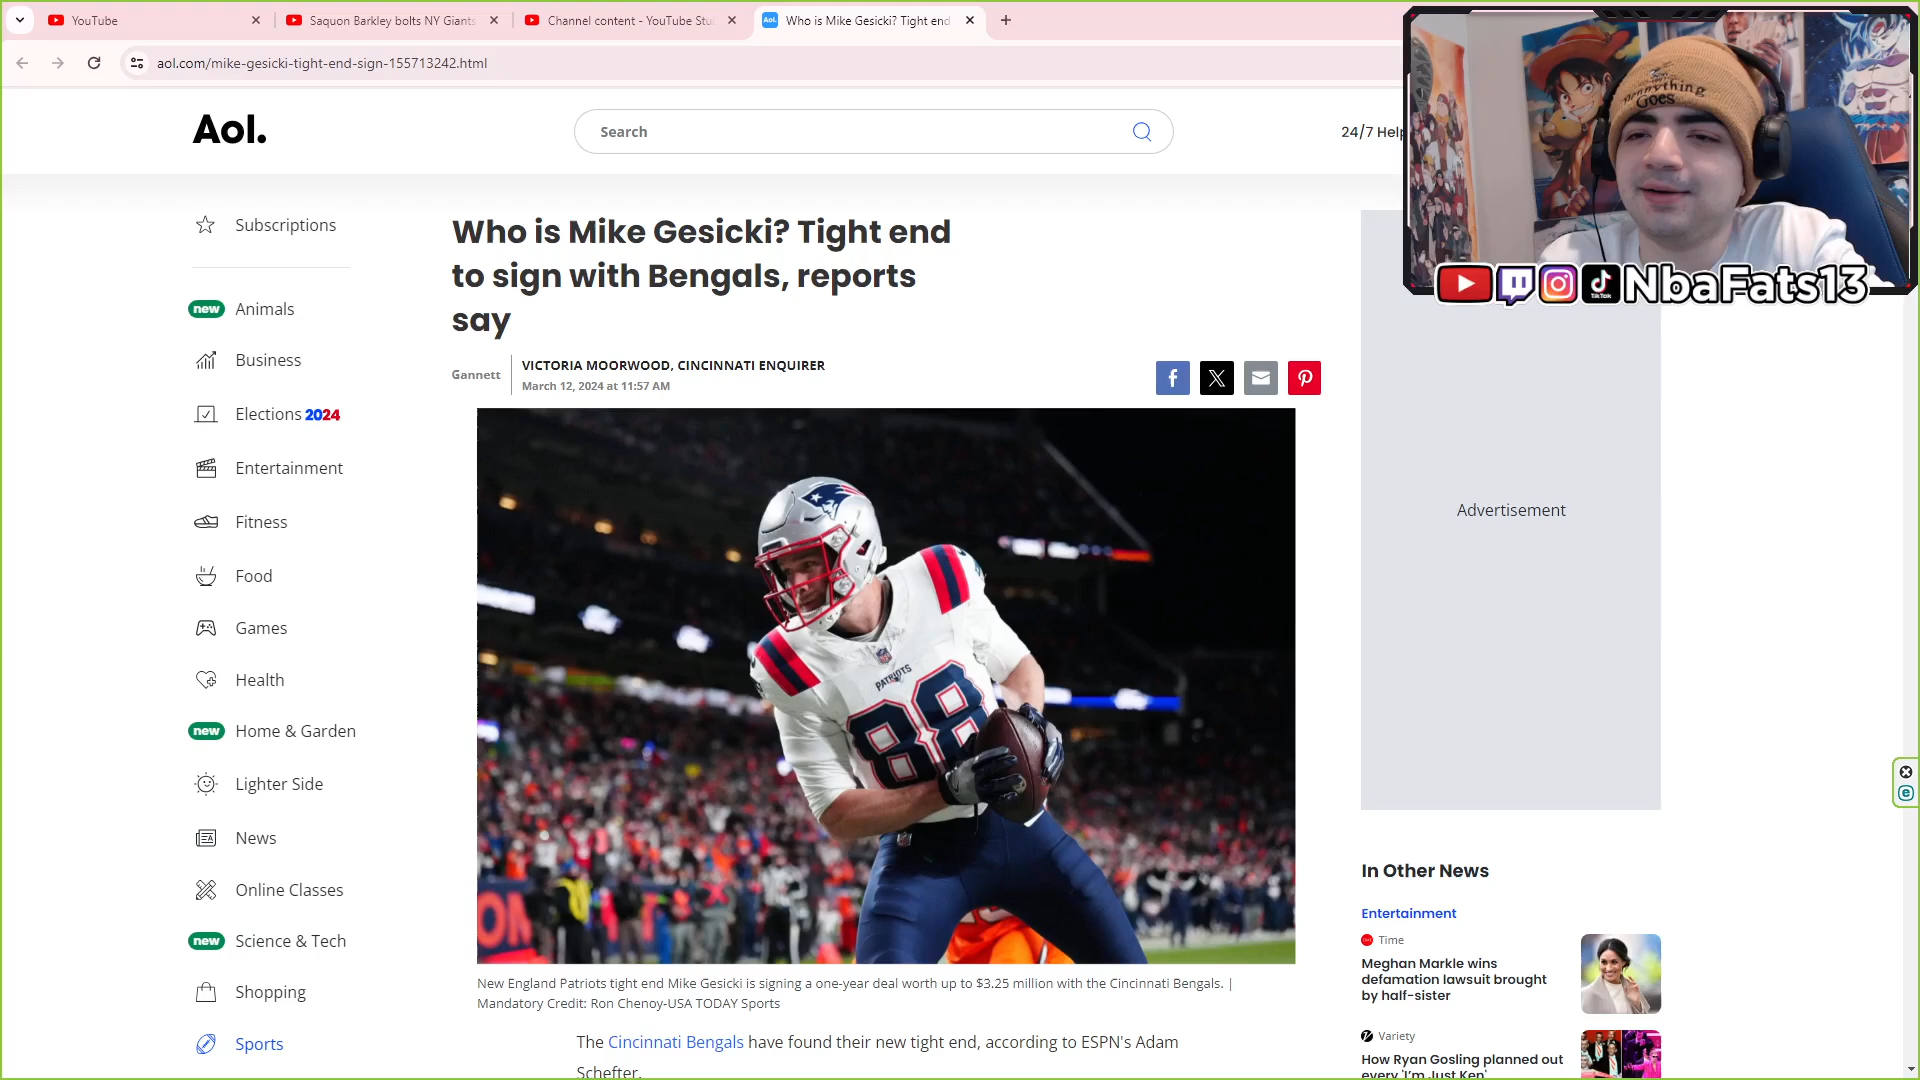 YouTube
Saquon Barkley bolts NY Giants
Channel content - YouTube Stu
Who is Mike Gesicki? Tight end
aol.com/mike-gesicki-tight-end-sign-155713242.html
Aol.
Search
24/7 Help
Goes
TikTok
NbaFats13
Subscriptions
new Animals
Business
Elections 2024
Entertainment
Fitness
Food
Games
Health
new Home & Garden
Lighter Side
News
Online Classes
new Science & Tech
Shopping
Sports
Who is Mike Gesicki? Tight end
to sign with Bengals, reports
say
Gannett
VICTORIA MOORWOOD, CINCINNATI ENQUIRER
March 12, 2024 at 11:57 AM
PATRIOTS
88
New England Patriots tight end Mike Gesicki is signing a one-year deal worth up to $3.25 million with the Cincinnati Bengals. |
Mandatory Credit: Ron Chenoy-USA TODAY Sports
The Cincinnati Bengals have found their new tight end, according to ESPN's Adam
Schefter.
Advertisement
In Other News
Entertainment
Time
Meghan Markle wins
defamation lawsuit brought
by half-sister
Variety
How Ryan Gosling planned out
every 'I'm Just Ken'